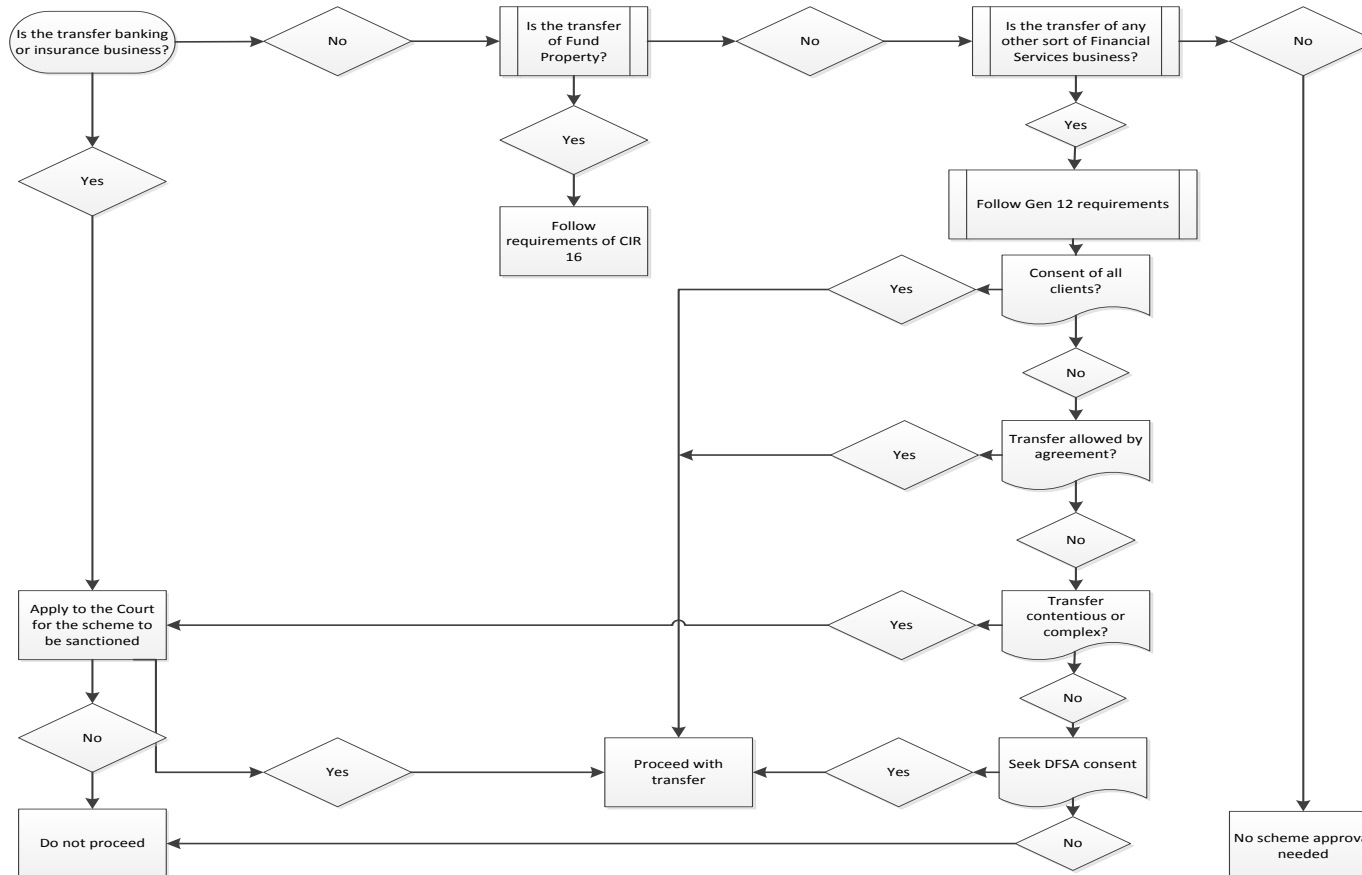 Is the transfer banking
or insurance business?
No
Is the transfer
of Fund
Property?
No
Is the transfer of any
other sort of Financial
Services business?
No
Yes
Yes
Yes
Follow Gen 12 requirements
Follow
requirements of CIR
16
Consent of all
clients?
Yes
No
Transfer allowed by
agreement?
Yes
No
Apply to the Court
for the scheme to
be sanctioned
Yes
Transfer
contentious or
complex?
No
No
Yes
Proceed with
transfer
Yes
Seek DFSA consent
Do not proceed
No
No scheme approva
needed